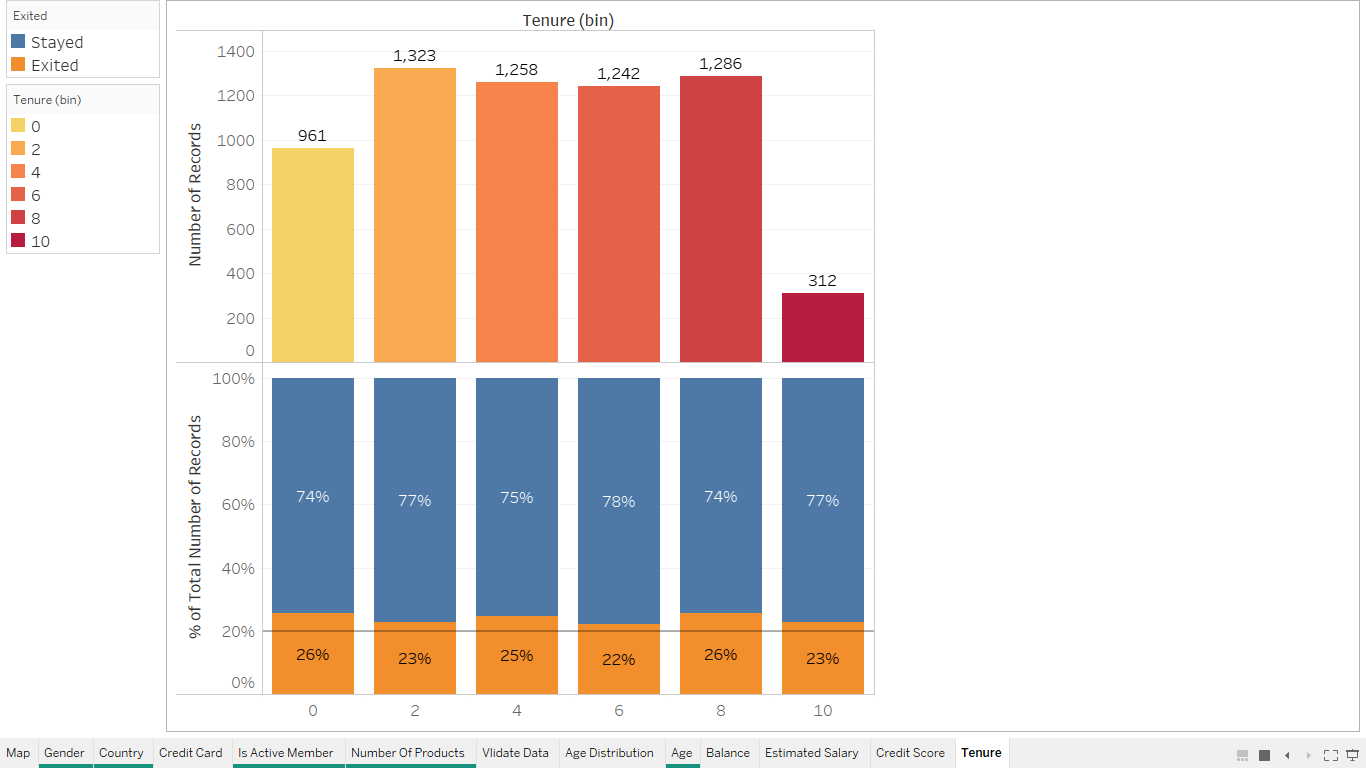 Exited
Stayed
Exited
Tenure (bin)
0
2
4
6
8
10
Tenure (bin)
Number of Records
1400
1200
1000
800
600
400
200
0
961
1,323
1,258
1,242
1,286
312
% of Total Number of Records
100%
80%
60%
40%
20%
0%
74% 77% 75% 78% 74% 77%
26% 23% 25% 22% 26% 23%
0 2 4 6 8 10
Map Gender Country Credit Card Is Active Member Number Of Products Vlidate Data Age Distribution Age Balance Estimated Salary Credit Score Tenure